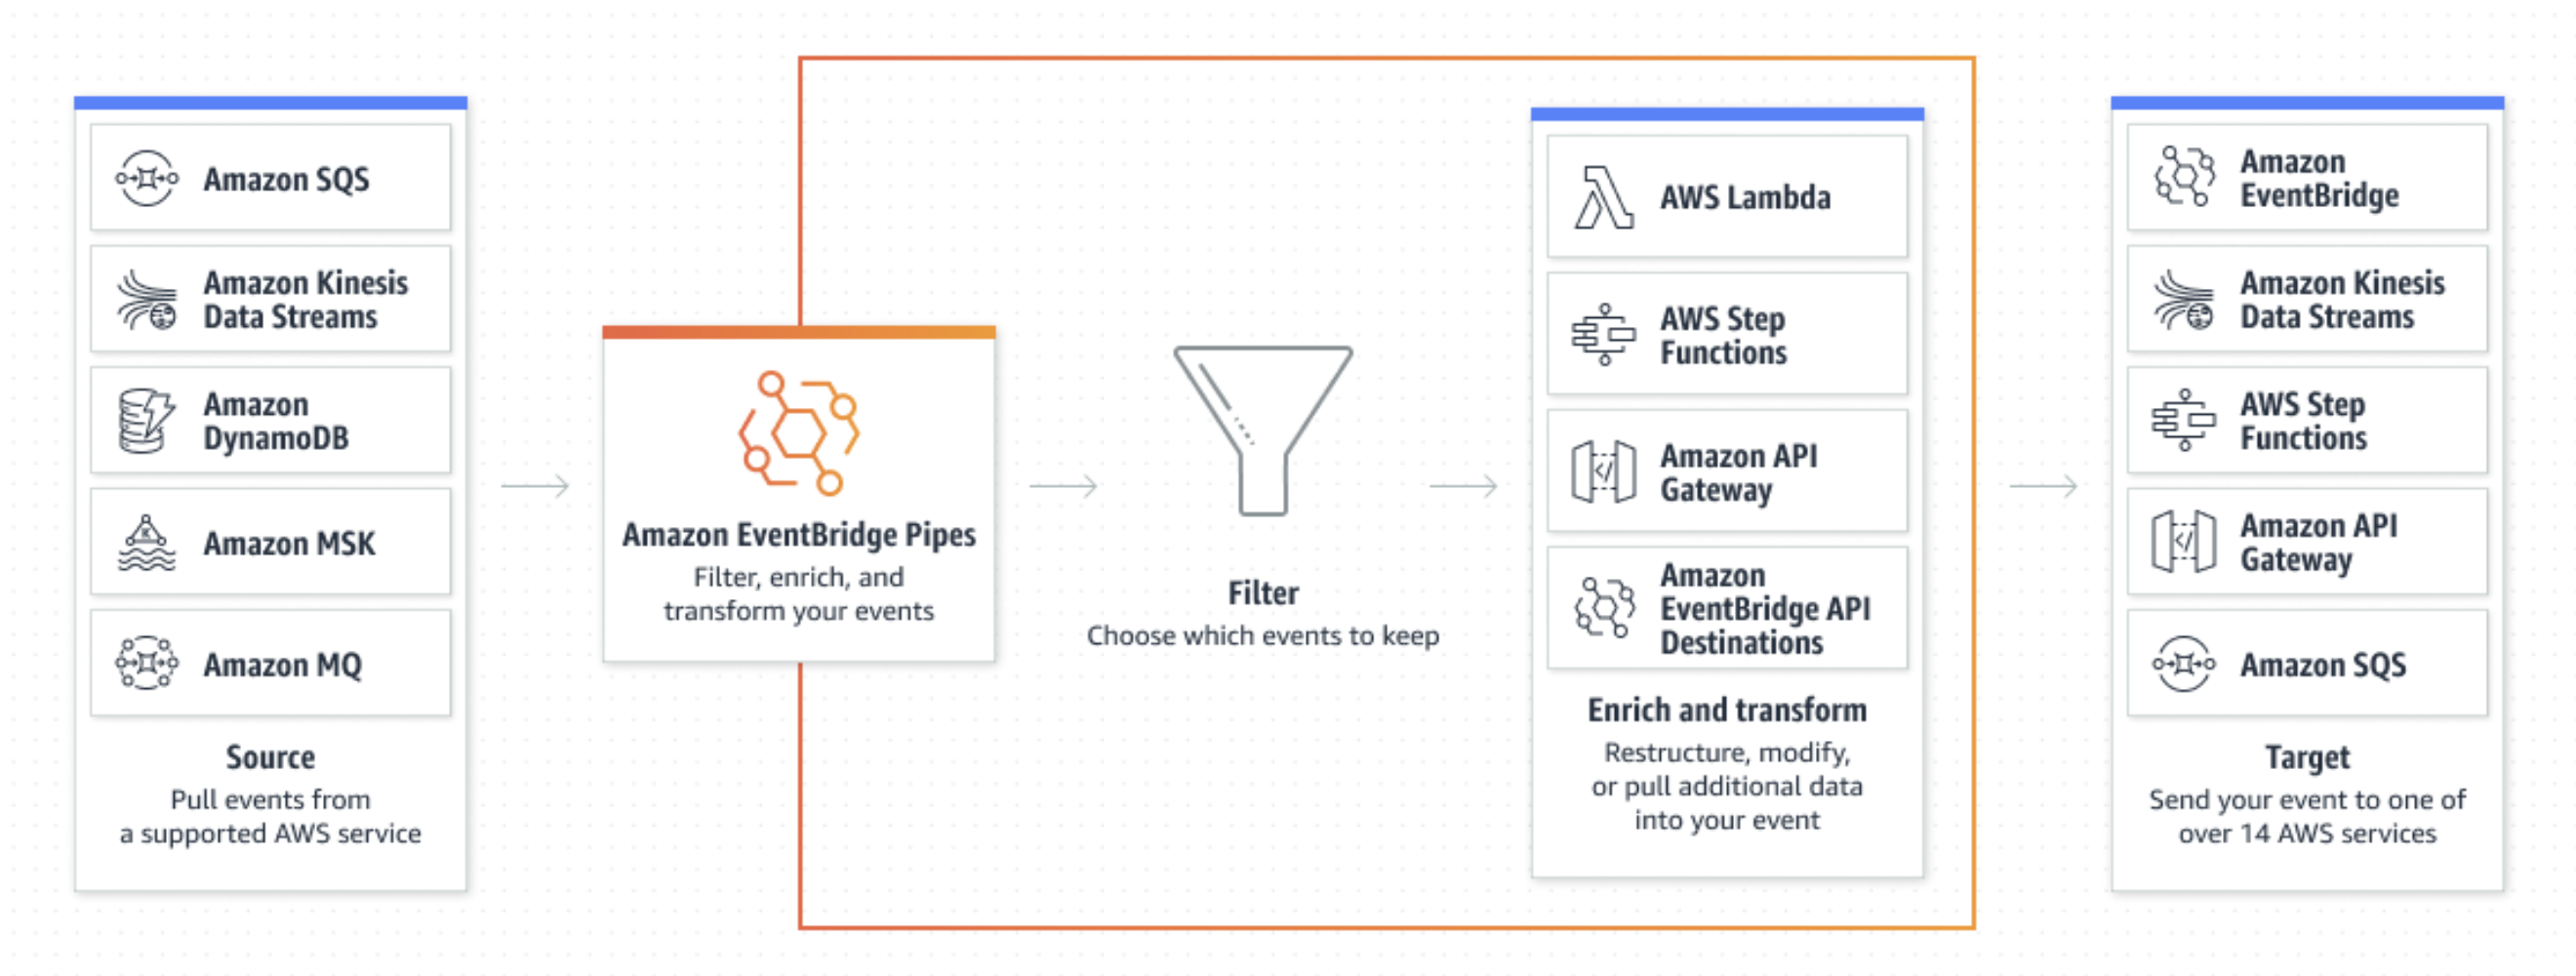 Amazon SQS
Amazon Kinesis
Data Streams
Amazon
DynamoDB
Amazon MSK
Amazon MQ
Source
Pull events from
a supported AWS service
Amazon EventBridge Pipes
Filter, enrich, and
transform your events
Filter
Choose which events to keep
AWS Lambda
AWS Step
Functions
Amazon API
Gateway
Amazon
EventBridge API
Destinations
Enrich and transform
Restructure, modify,
or pull additional data
into your event
Amazon
EventBridge
Amazon Kinesis
Data Streams
AWS Step
Functions
Amazon API
Gateway
Amazon SQS
Target
Send your event to one of
over 14 AWS services